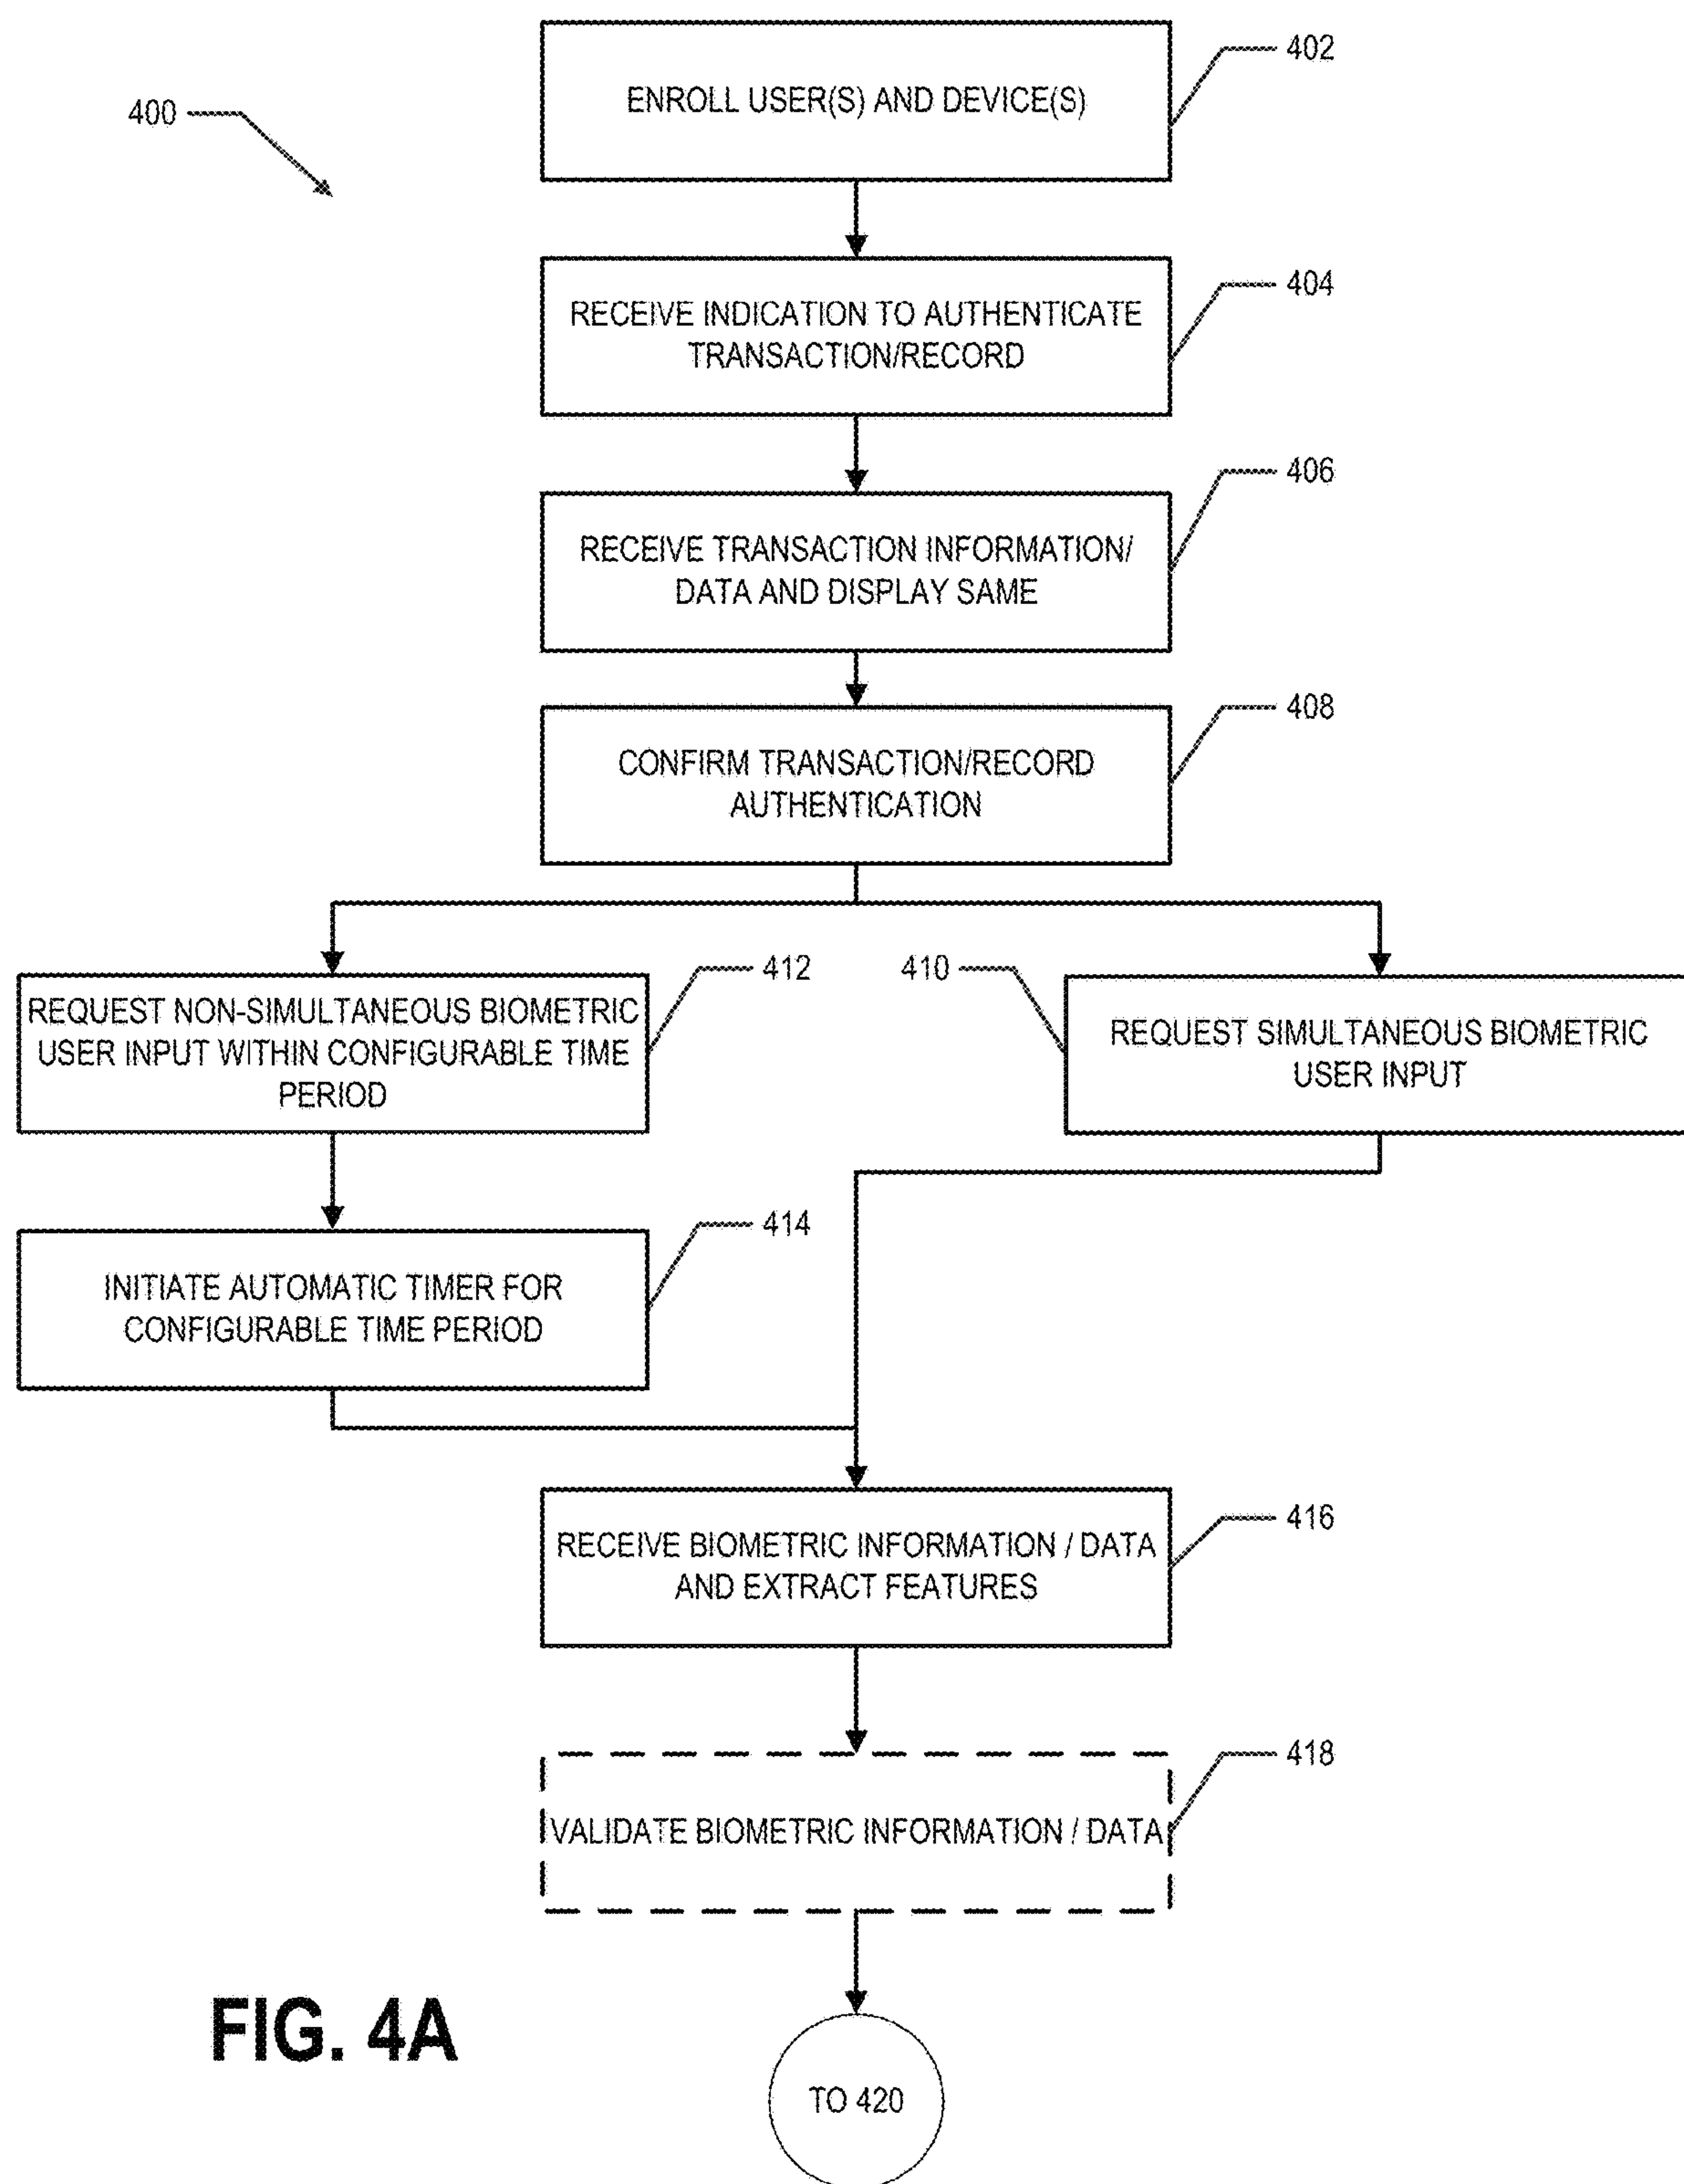 402
ENROLL USER(S) AND DEVICE(S)
400
404
RECEIVE INDICATION TO AUTHENTICATE
TRANSACTION/RECORD
406
RECEIVE TRANSACTION INFORMATION/
DATA AND DISPLAY SAME
408
CONFIRM TRANSACTION/RECORD
AUTHENTICATION
412
410
REQUEST NON-SIMULTANEOUS BIOMETRIC
USER INPUT WITHIN CONFIGURABLE TIME
PERIOD
REQUEST SIMULTANEOUS BIOMETRIC
USER INPUT
414
INITIATE AUTOMATIC TIMER FOR
CONFIGURABLE TIME PERIOD
416
RECEIVE BIOMETRIC INFORMATION / DATA
AND EXTRACT FEATURES
418
VALIDATE BIOMETRIC INFORMATION / DATA
FIG. 4A
TO 420